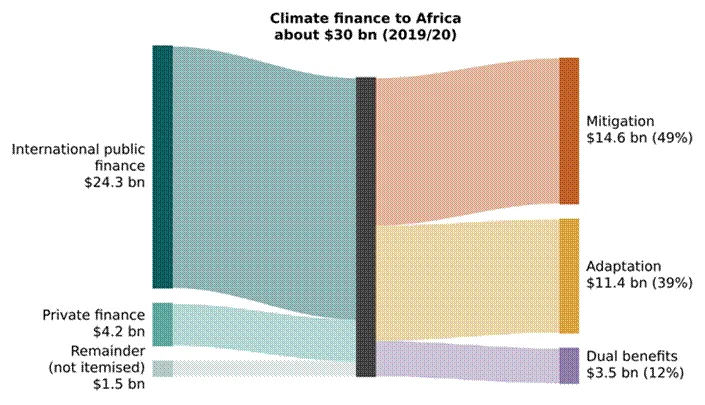 Climate finance to Africa
about $30 bn (2019/20)
International public
finance
$24.3 bn
Private finance
$4.2 bn
Remainder
(not itemised)
$1.5 bn
Mitigation
$14.6 bn (49%)
Adaptation
$11.4 bn (39%)
Dual benefits
$3.5 bn (12%)